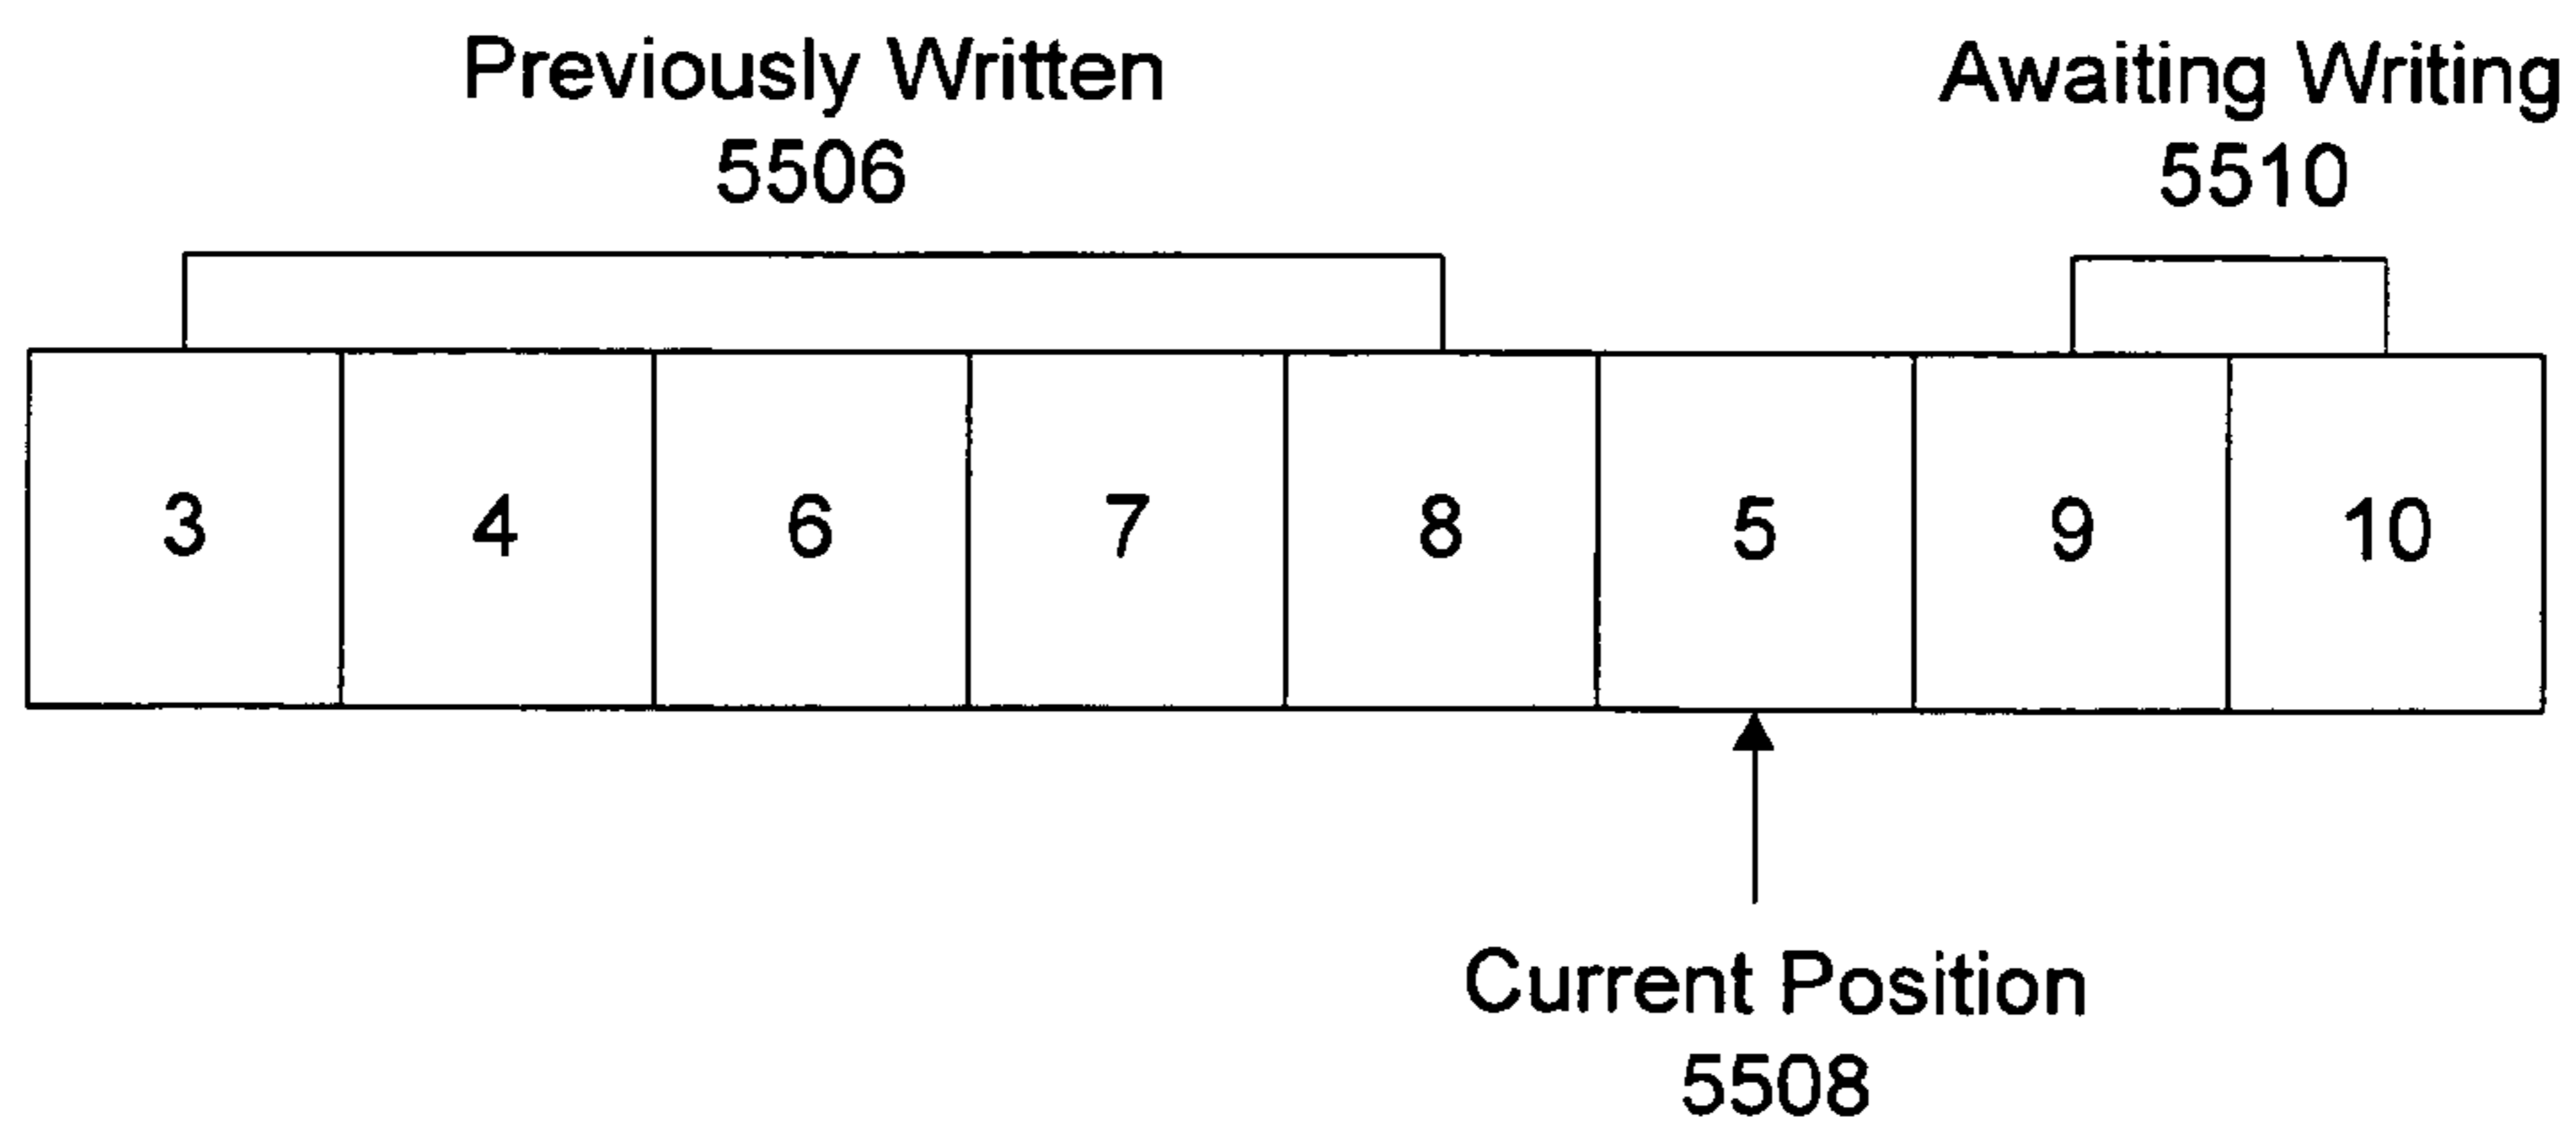 Previously Written
5506
Awaiting Writing
5510
3 4 6 7 8 5 9 10
Current Position
5508